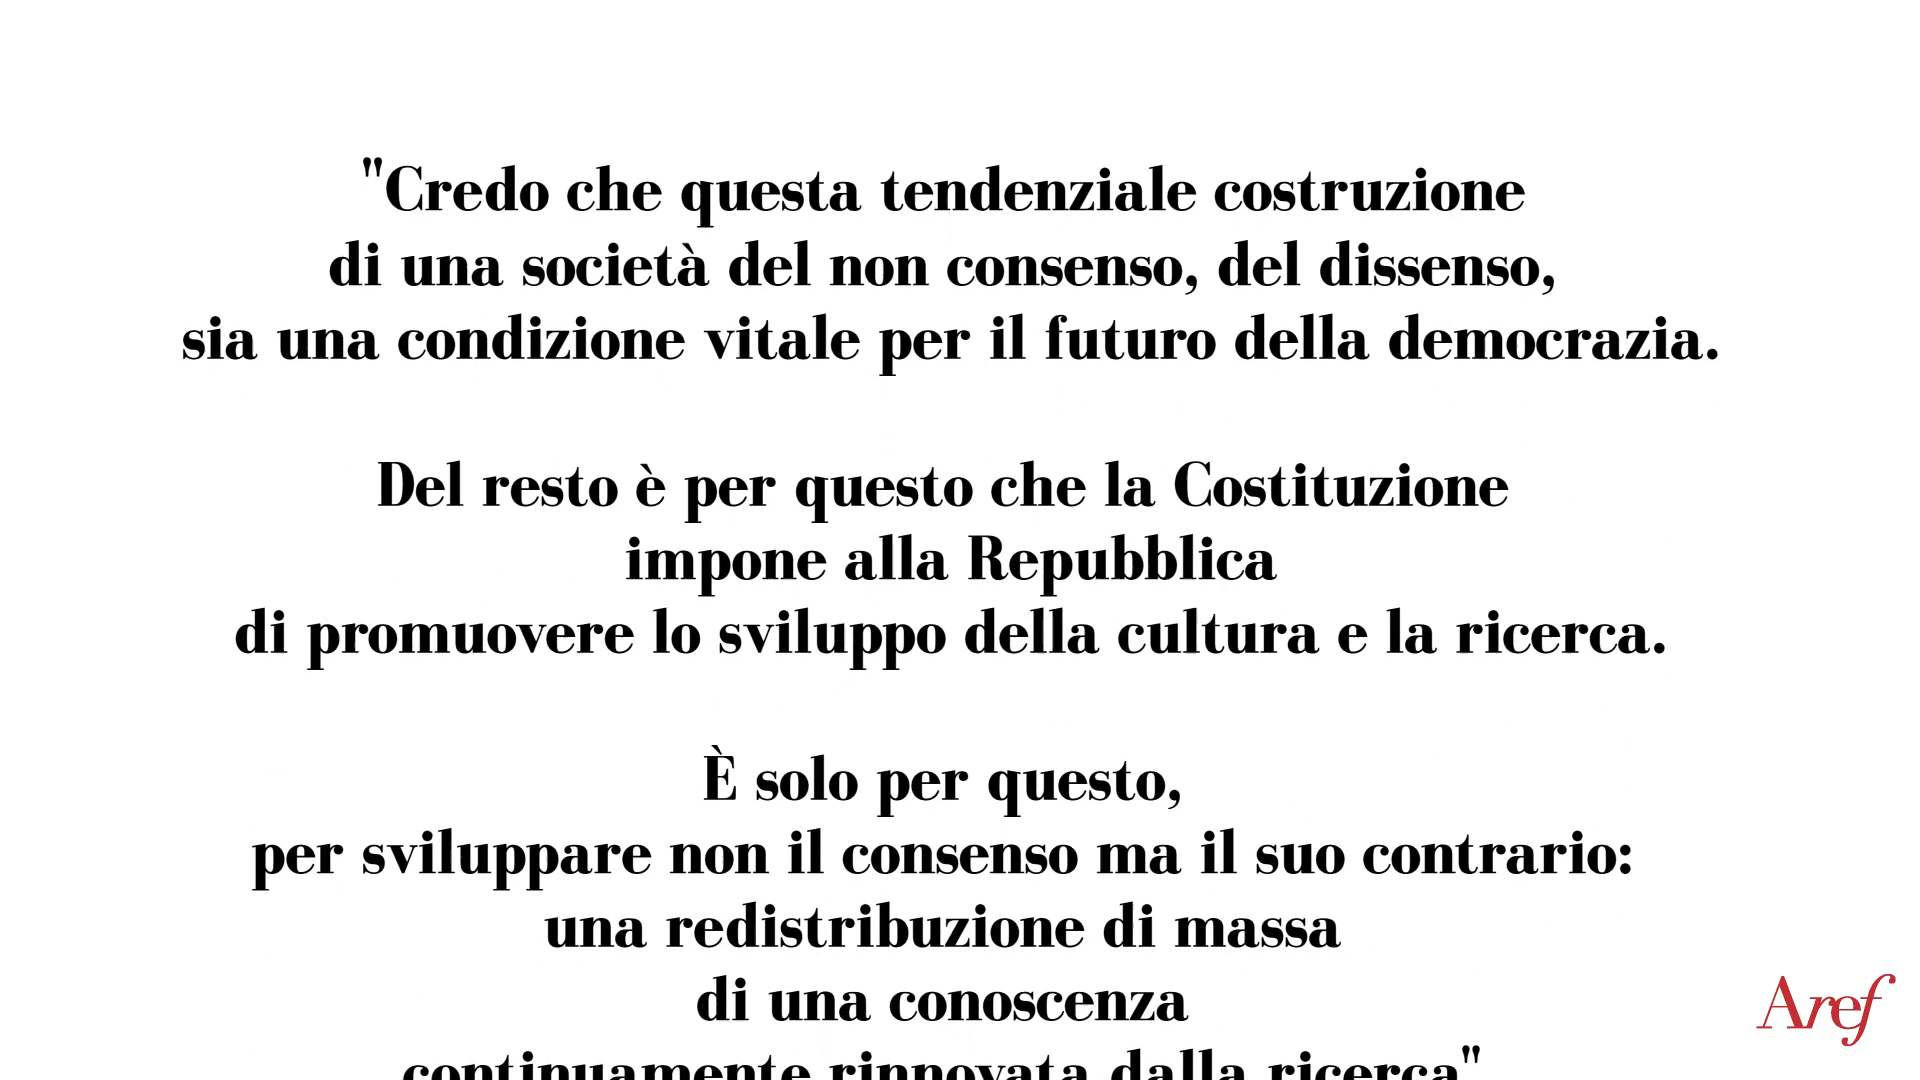 "Credo che questa tendenziale costruzione
di una società del non consenso, del dissenso,
sia una condizione vitale per il futuro della democrazia.
Del resto è per questo che la Costituzione
impone alla Repubblica
di promuovere lo sviluppo della cultura e la ricerca.
È solo per questo,
per sviluppare non il consenso ma il suo contrario:
una redistribuzione di massa
di una conoscenza
continuamente rinnovata dalla ricerca"
Aref